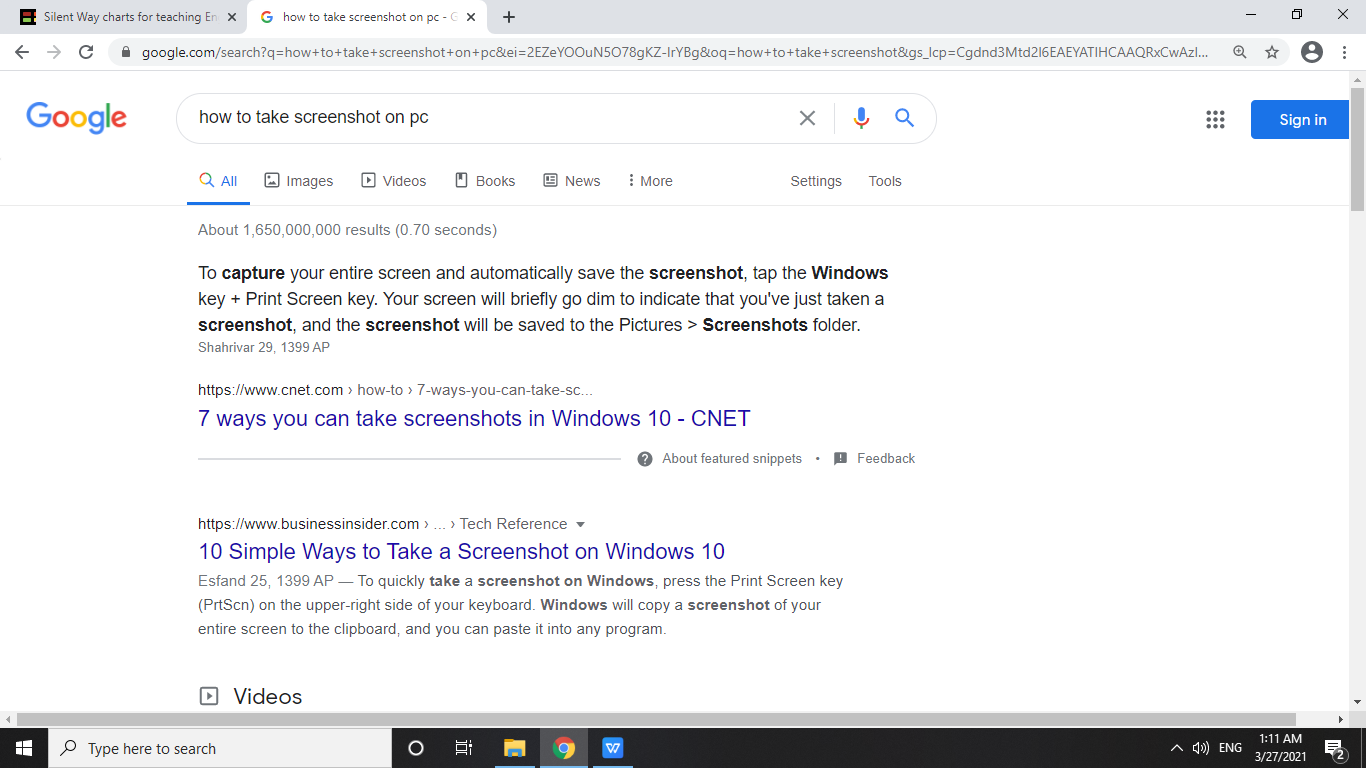 Silent Way charts for teaching En
how to take screenshot on pc - G
google.com/search?q=how+to+take+screenshot+on+pc&ei=2EZeYOOuN5O78gKZ-IrYBg&oq=how+to+take+screenshot&gs_lcp=Cgdnd3Mtd2l6EAEYATIHCAAQRxCwAzI...
Google
how to take screenshot on pc
Sign in
All Images Videos Books News More Settings Tools
About 1,650,000,000 results (0.70 seconds)
To capture your entire screen and automatically save the screenshot, tap the Windows
key + Print Screen key. Your screen will briefly go dim to indicate that you've just taken a
screenshot, and the screenshot will be saved to the Pictures > Screenshots folder.
Shahrivar 29, 1399 AP
https://www.cnet.com › how-to › 7-ways-you-can-take-sc...
7 ways you can take screenshots in Windows 10 - CNET
About featured snippets • Feedback
https://www.businessinsider.com › ... › Tech Reference
10 Simple Ways to Take a Screenshot on Windows 10
Esfand 25, 1399 AP — To quickly take a screenshot on Windows, press the Print Screen key
(PrtScn) on the upper-right side of your keyboard. Windows will copy a screenshot of your
entire screen to the clipboard, and you can paste it into any program.
Videos
Type here to search
W
ENG
1:11 AM
3/27/2021
2